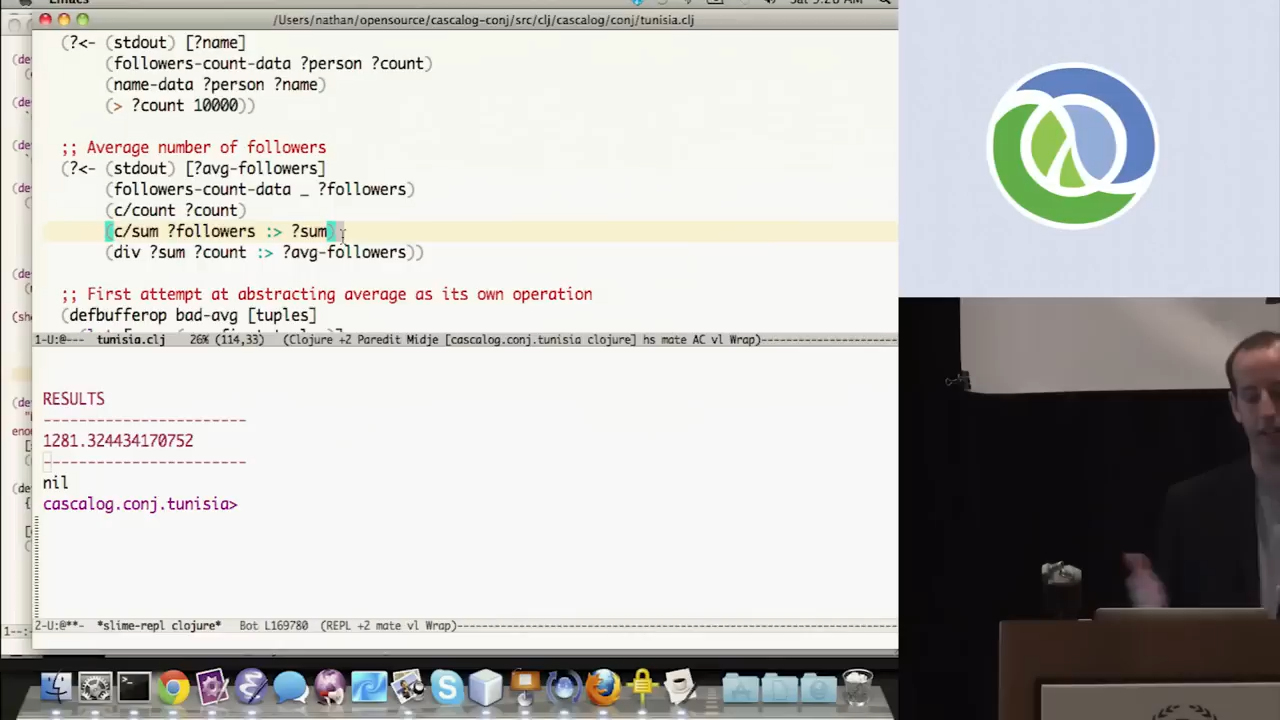 Emacs
Sat 9:20 AM
/Users/nathan/opensource/cascalog-conj/src/clj/cascalog/conj/tunisia.clj
(?<- (stdout) [?name]
(followers-count-data ?person ?count)
(name-data ?person ?name)
(> ?count 10000))
;; Average number of followers
(?<- (stdout) [?avg-followers]
(followers-count-data _ ?followers)
(c/count ?count)
(c/sum ?followers :> ?sum)
(div ?sum ?count :> ?avg-followers))
;; First attempt at abstracting average as its own operation
(defbufferop bad-avg [tuples]
1-U:@--- tunisia.clj 26% (114,33) (Clojure +2 Paredit Midje [cascalog.conj.tunisia clojure] hs mate AC vl Wrap)
RESULTS
----------------------
1281.324434170752
----------------------
nil
cascalog.conj.tunisia>
2-U:@**- *slime-repl clojure* Bot L169780 (REPL +2 mate vl Wrap)